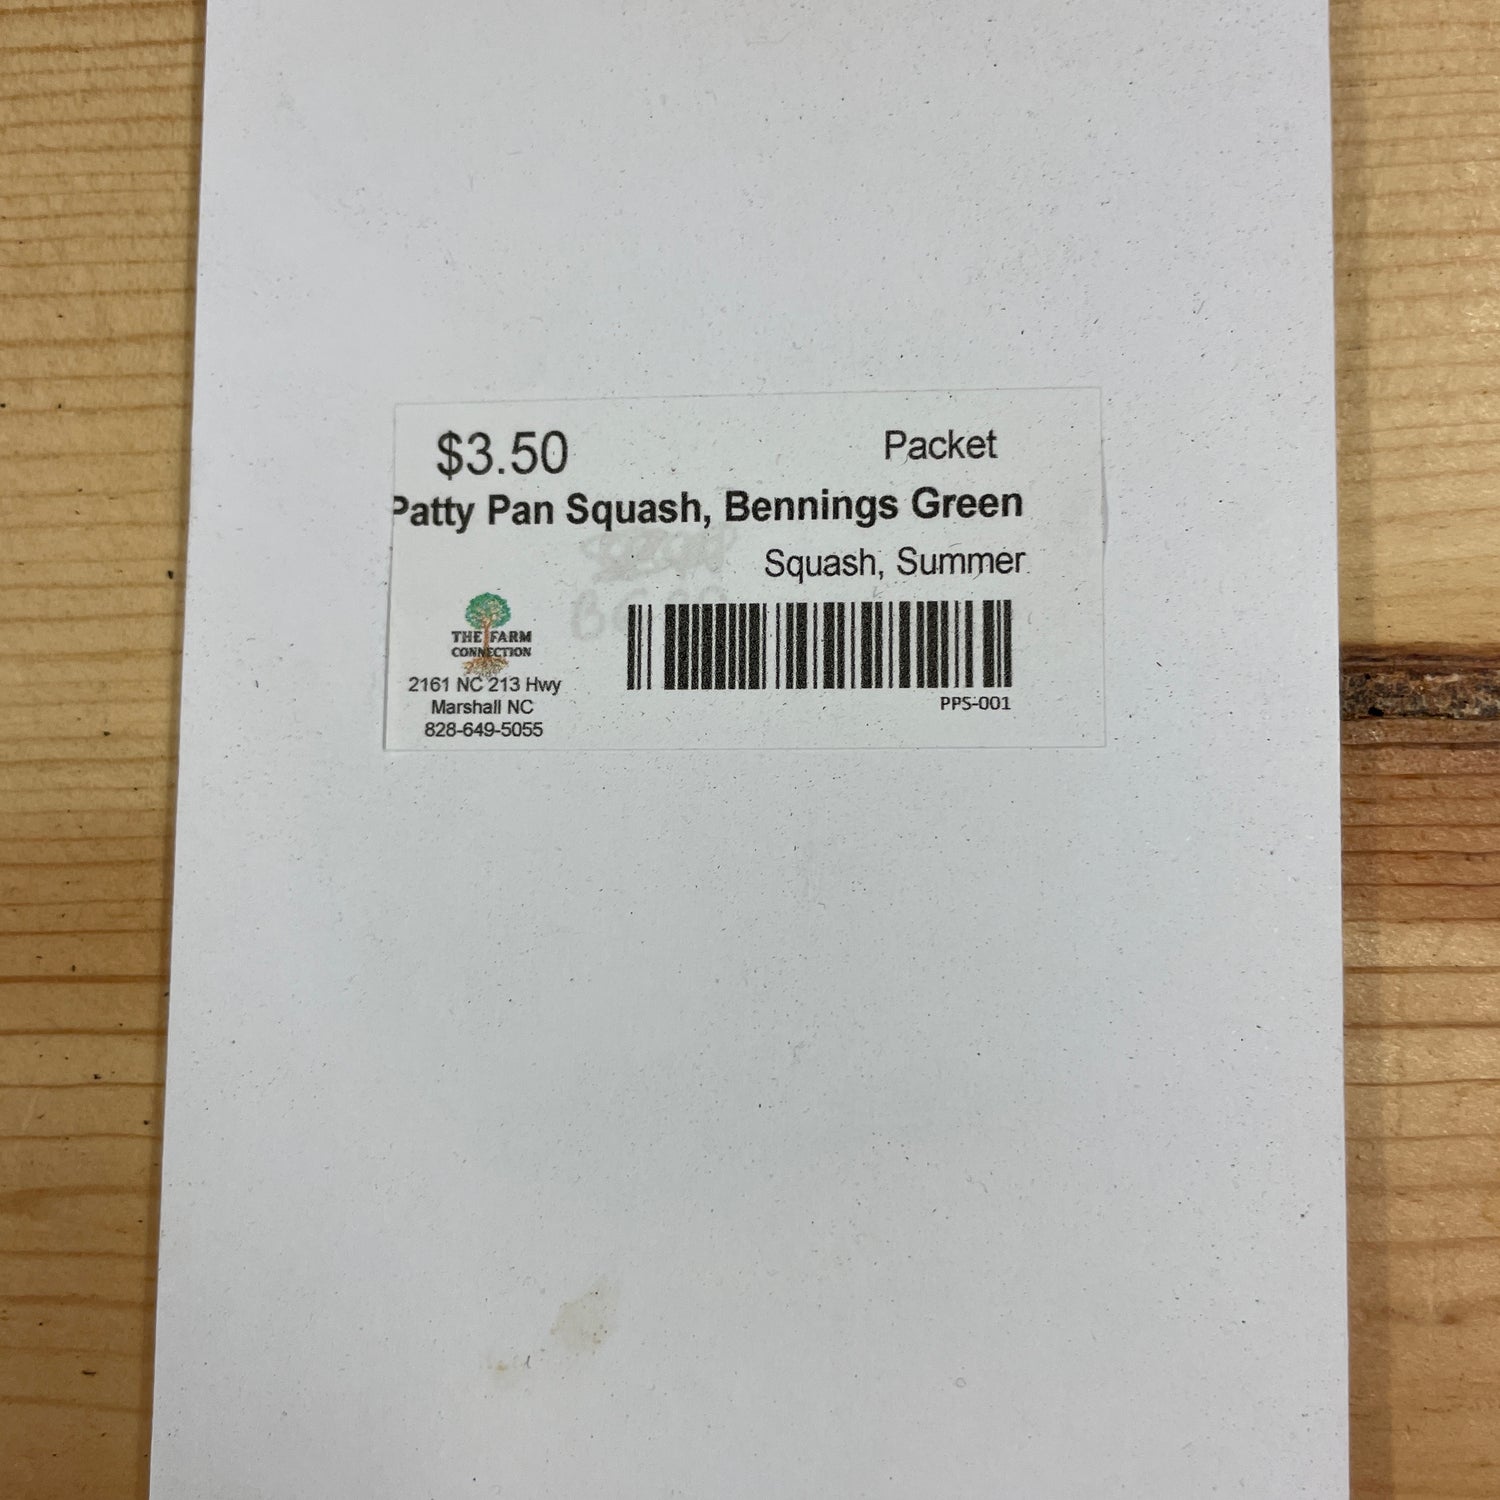 $3.50 Packet
Patty Pan Squash, Bennings Green
Squash, Summer
THE FARM
CONNECTION
2161 NC 213 Hwy
Marshall NC
828-649-5055
PPS-001